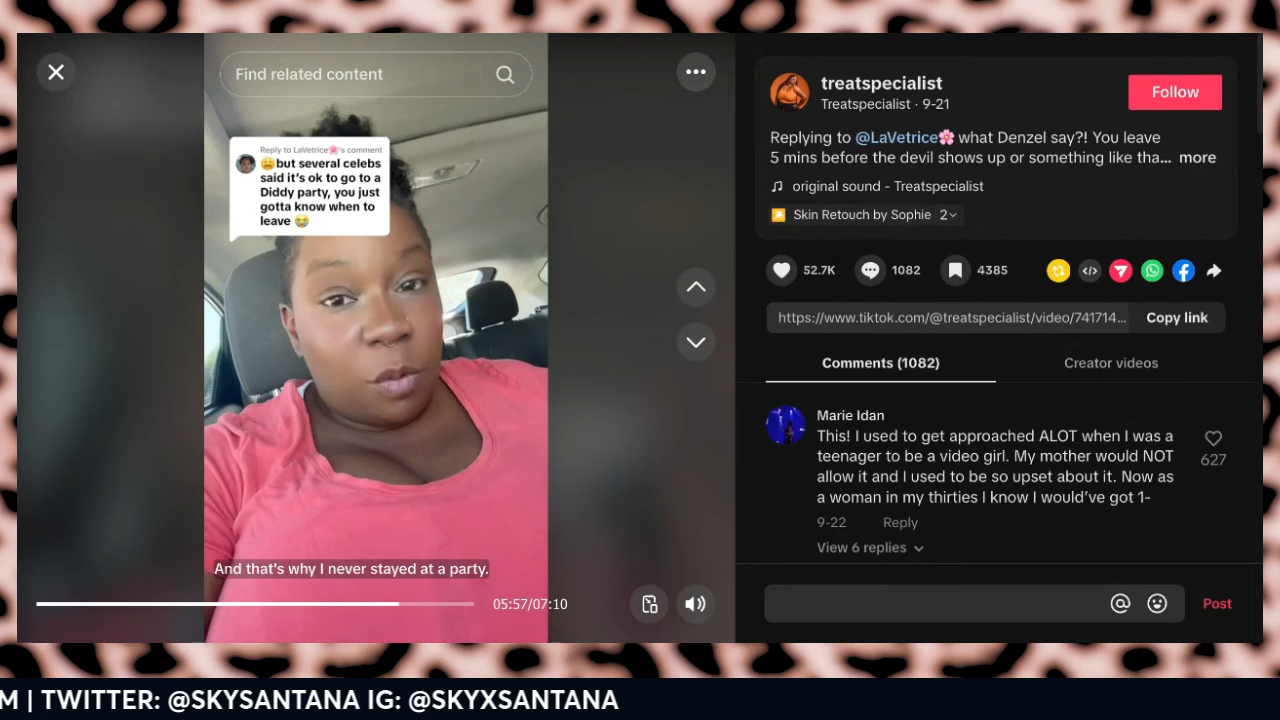 Find related content
Reply to LaVetrice🌸's comment
😩but several celebs
said it's ok to go to a
Diddy party, you just
gotta know when to
leave 😭
And that's why I never stayed at a party.
05:57/07:10
treatspecialist
Treatspecialist · 9-21
Follow
Replying to @LaVetrice🌸 what Denzel say?! You leave
5 mins before the devil shows up or something like tha... more
original sound - Treatspecialist
Skin Retouch by Sophie 2
52.7K 1082 4385
https://www.tiktok.com/@treatspecialist/video/741714... Copy link
Comments (1082) Creator videos
Marie Idan
This! I used to get approached ALOT when I was a
teenager to be a video girl. My mother would NOT
allow it and I used to be so upset about it. Now as
a woman in my thirties I know I would've got 1-
627
9-22 Reply
View 6 replies
Post
M | TWITTER: @SKYSANTANA IG: @SKYXSANTANA